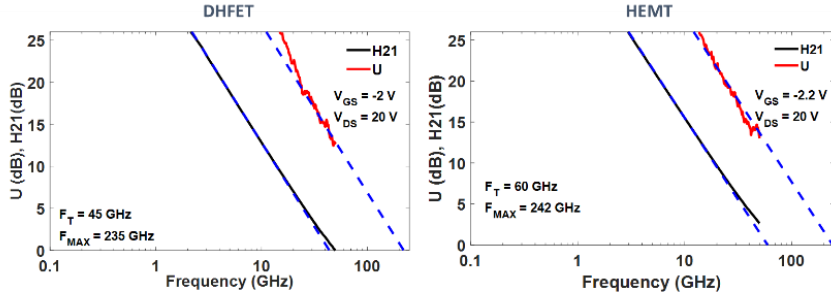 DHFET
25
20
15
10
5
0
U (dB), H21(dB)
H21
U
V_GS = -2 V
V_DS = 20 V
F_T = 45 GHz
F_MAX = 235 GHz
0.1 1 10 100
Frequency (GHz)
HEMT
25
20
15
10
5
0
U (dB), H21(dB)
H21
U
V_GS = -2.2 V
V_DS = 20 V
F_T = 60 GHz
F_MAX = 242 GHz
0.1 1 10 100
Frequency (GHz)